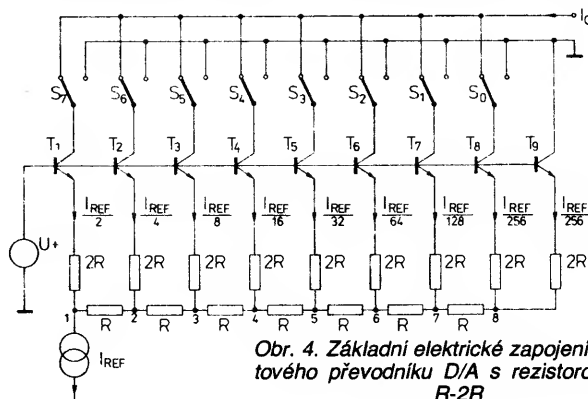 I₀
S₇ S₆ S₅ S₄ S₃ S₂ S₁ S₀
T₁ T₂ T₃ T₄ T₅ T₆ T₇ T₈ T₉
I_REF/2 I_REF/4 I_REF/8 I_REF/16 I_REF/32 I_REF/64 I_REF/128 I_REF/256 I_REF/256
U+
2R 2R 2R 2R 2R 2R 2R 2R 2R
1 2 3 4 5 6 7 8
R R R R R R R
I_REF
Obr. 4. Základní elektrické zapojení
tového převodníku D/A s rezistoro
R-2R